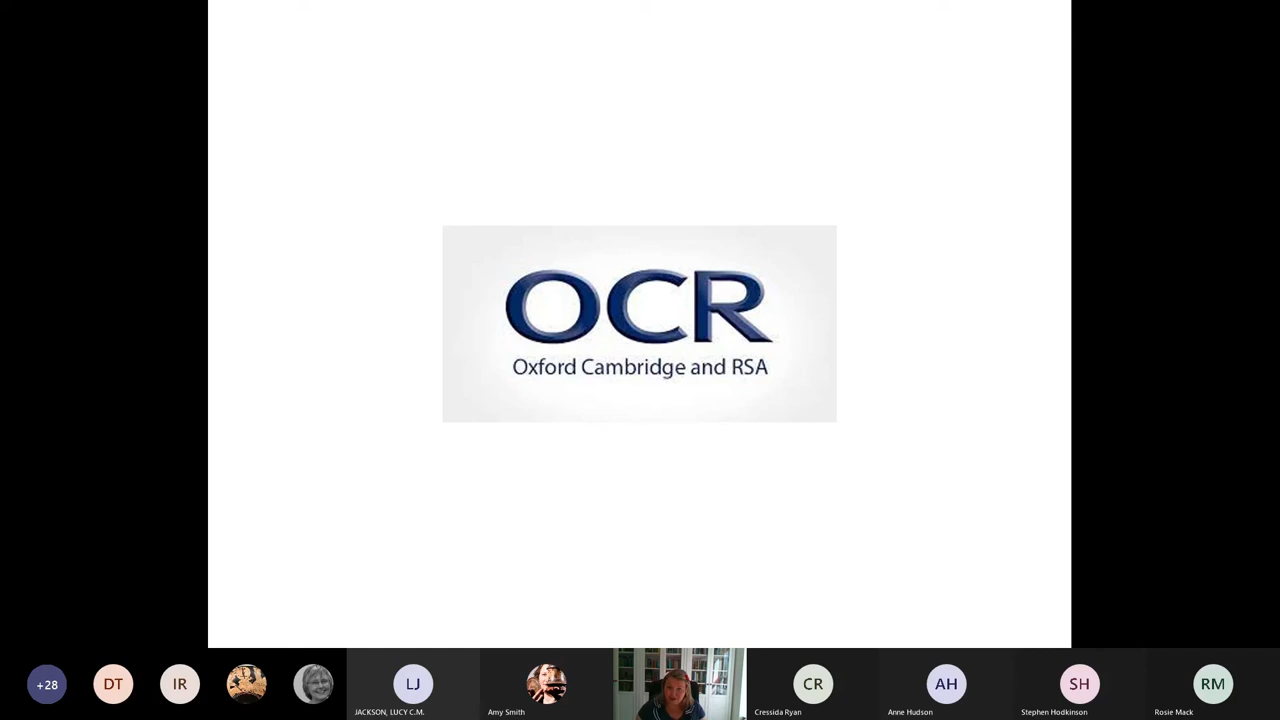 OCR
Oxford Cambridge and RSA
+28
DT
IR
LJ
CR
AH
SH
RM
JACKSON, LUCY C.M.
Amy Smith
Cressida Ryan
Anne Hudson
Stephen Hodkinson
Rosie Mack